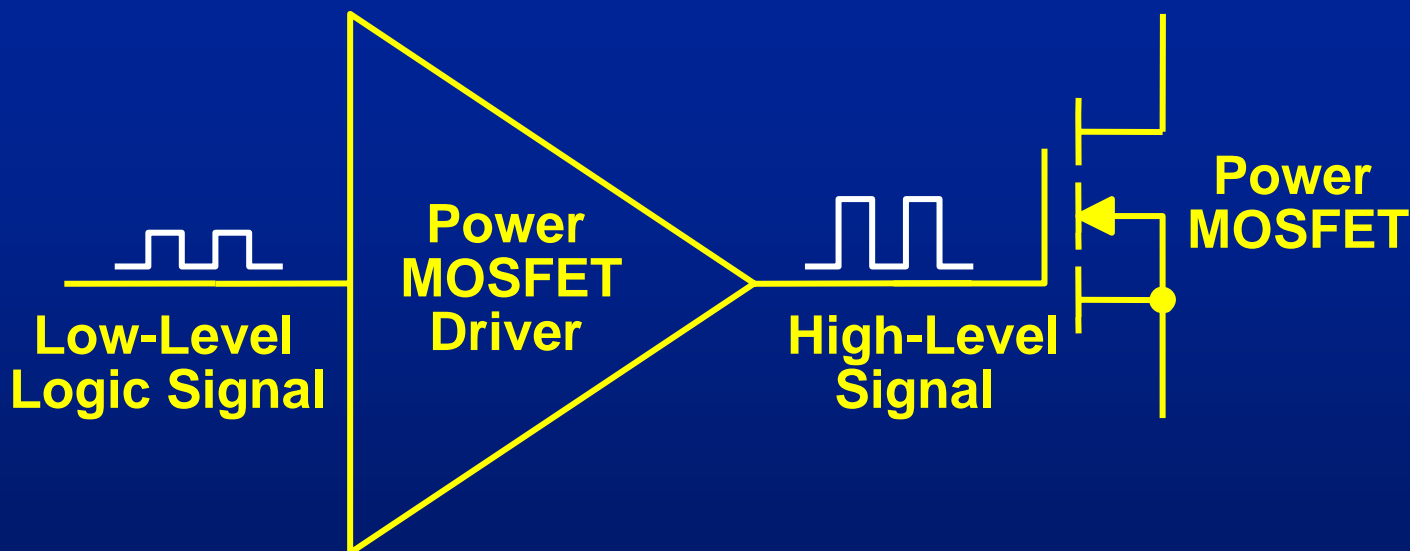 Low-Level
Logic Signal
Power
MOSFET
Driver
High-Level
Signal
Power
MOSFET